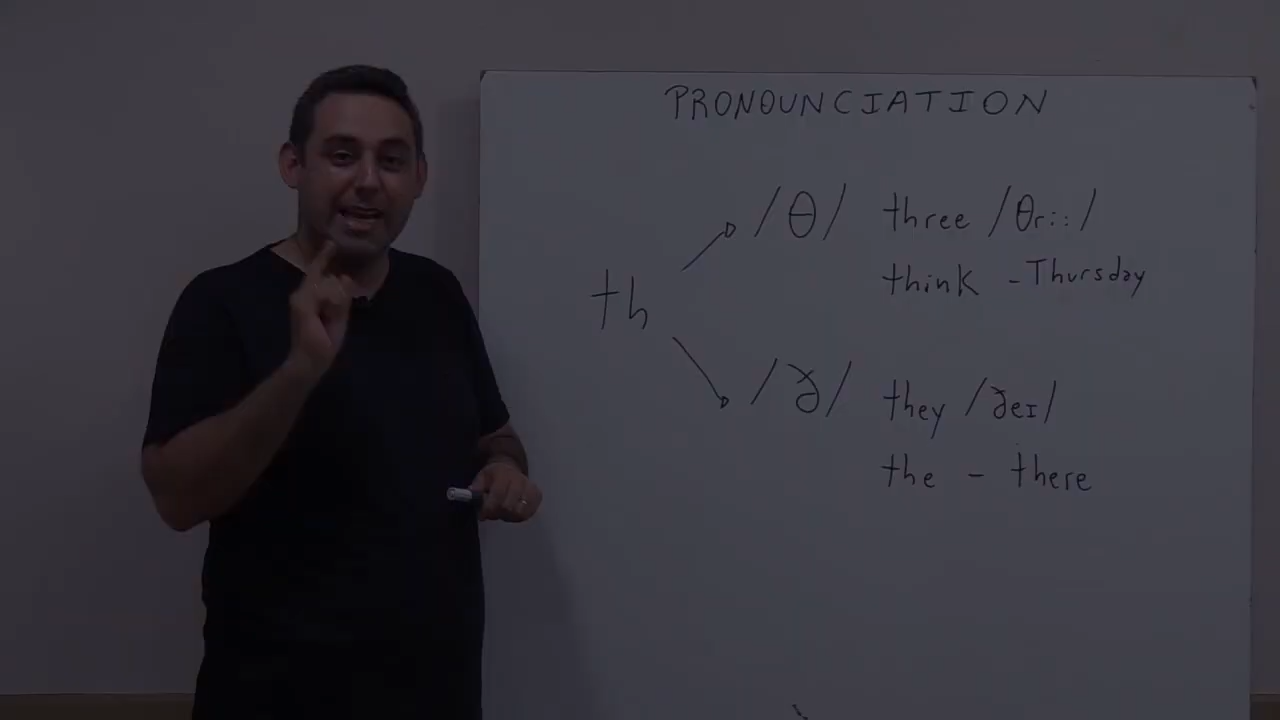 PRONOUNCIATION
th
/θ/ three /θri::/
think - Thursday
/ð/ they /ðeɪ/
the - there